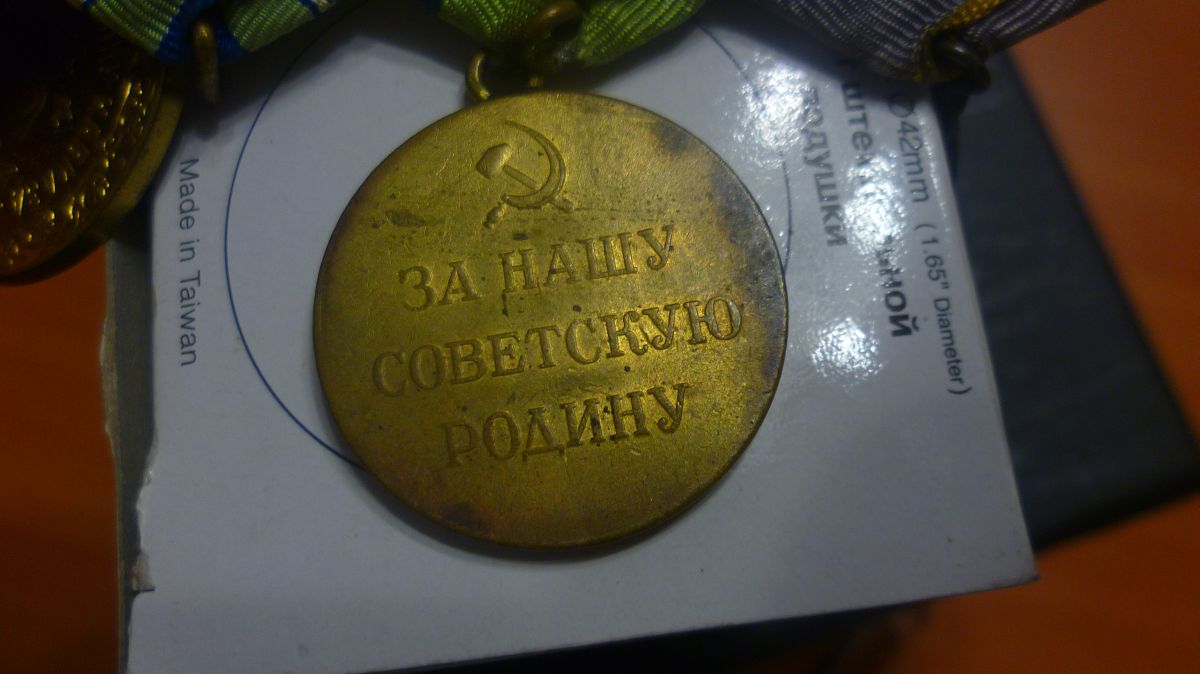 ЗА НАШУ
СОВЕТСКУЮ
РОДИНУ
Made in Taiwan
42mm (1.65" Diameter)
подушки